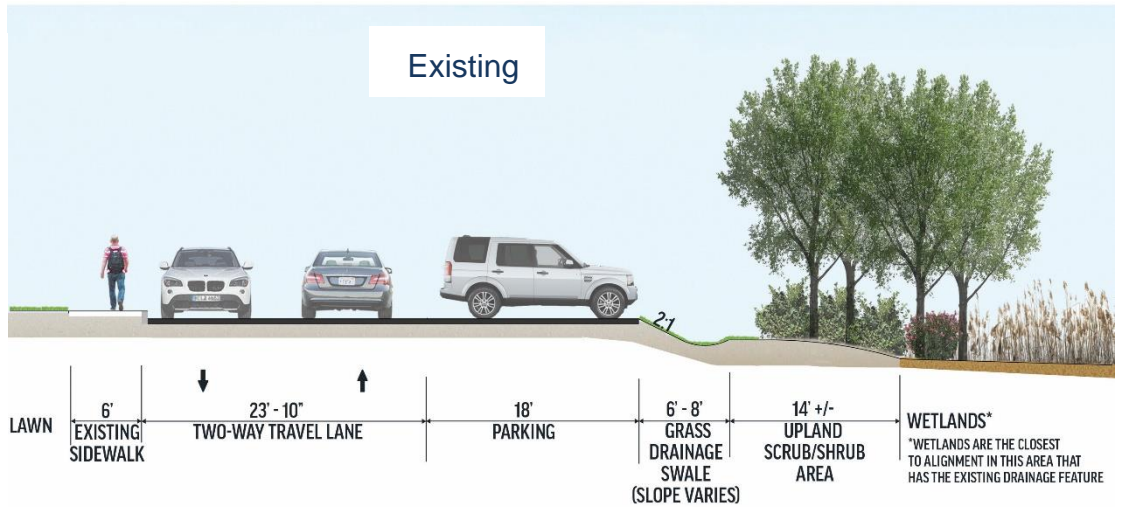 Existing
2:1
LAWN
6'
EXISTING
SIDEWALK
23' - 10"
TWO-WAY TRAVEL LANE
18'
PARKING
6' - 8'
GRASS
DRAINAGE
SWALE
(SLOPE VARIES)
14' +/-
UPLAND
SCRUB/SHRUB
AREA
WETLANDS*
*WETLANDS ARE THE CLOSEST
TO ALIGNMENT IN THIS AREA THAT
HAS THE EXISTING DRAINAGE FEATURE